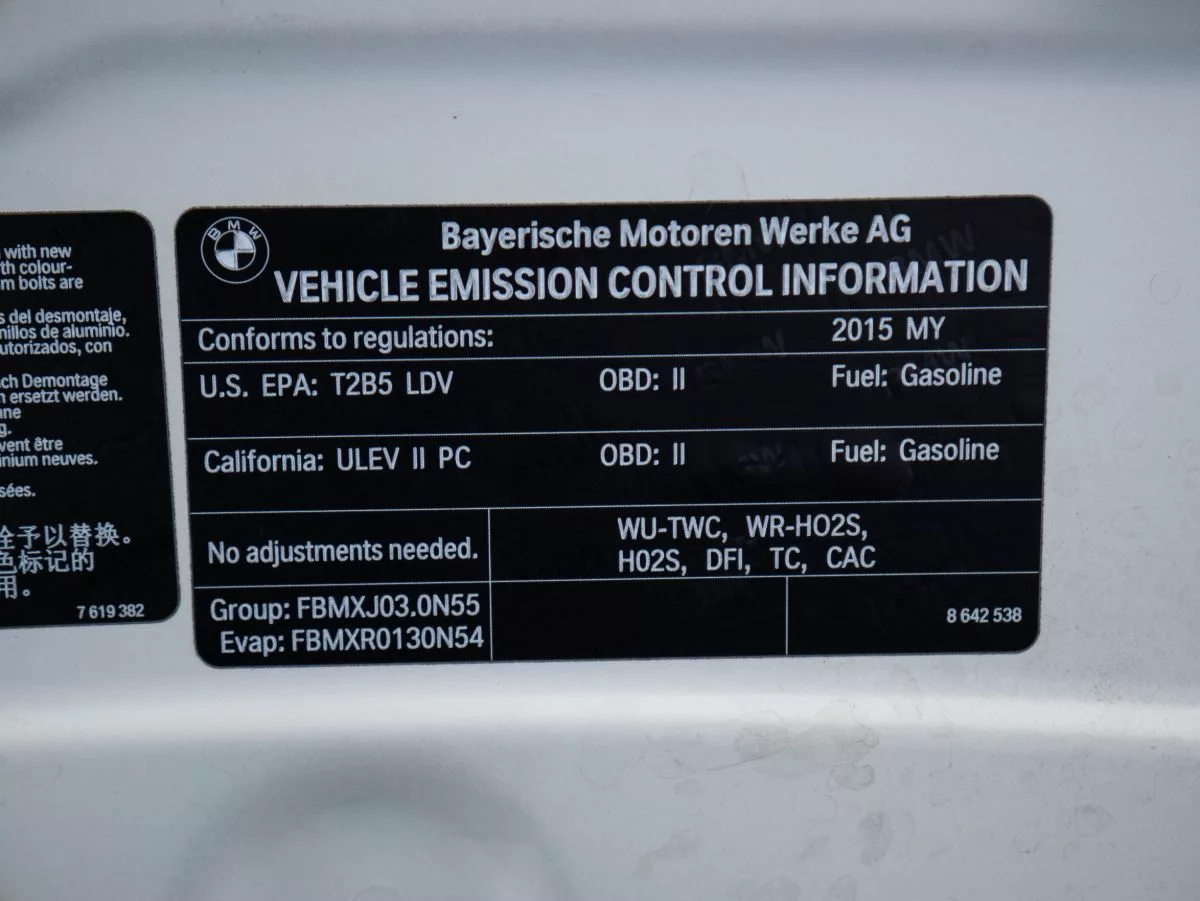 with new
th colour-
m bolts are
s del desmontaje,
nillos de aluminio.
utorizados, con
ch Demontage
n ersetzt werden.
ane
g.
vent être
inium neuves.
sées.
全予以替换。
色标记的
用。
7 619 382
BMW
Bayerische Motoren Werke AG
VEHICLE EMISSION CONTROL INFORMATION
Conforms to regulations: 2015 MY
U.S. EPA: T2B5 LDV OBD: II Fuel: Gasoline
California: ULEV II PC OBD: II Fuel: Gasoline
No adjustments needed.
WU-TWC, WR-HO2S,
H02S, DFI, TC, CAC
Group: FBMXJ03.0N55
Evap: FBMXR0130N54
8 642 538